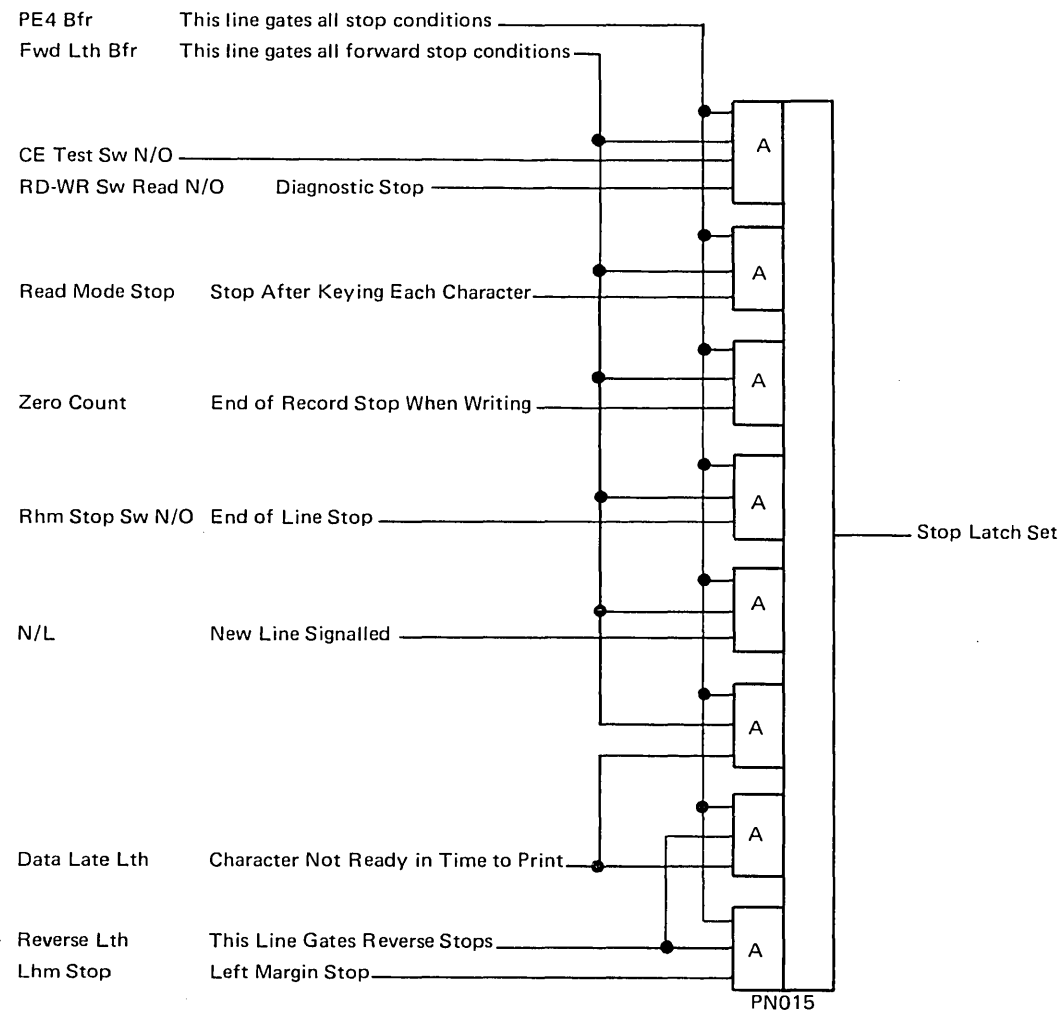 PE4 Bfr This line gates all stop conditions
Fwd Lth Bfr This line gates all forward stop conditions
A
CE Test Sw N/O
RD-WR Sw Read N/O Diagnostic Stop
A
Read Mode Stop Stop After Keying Each Character
A
Zero Count End of Record Stop When Writing
A
Rhm Stop Sw N/O End of Line Stop
Stop Latch Set
A
N/L New Line Signalled
A
A
Data Late Lth Character Not Ready in Time to Print
Reverse Lth This Line Gates Reverse Stops
A
Lhm Stop Left Margin Stop
PN015